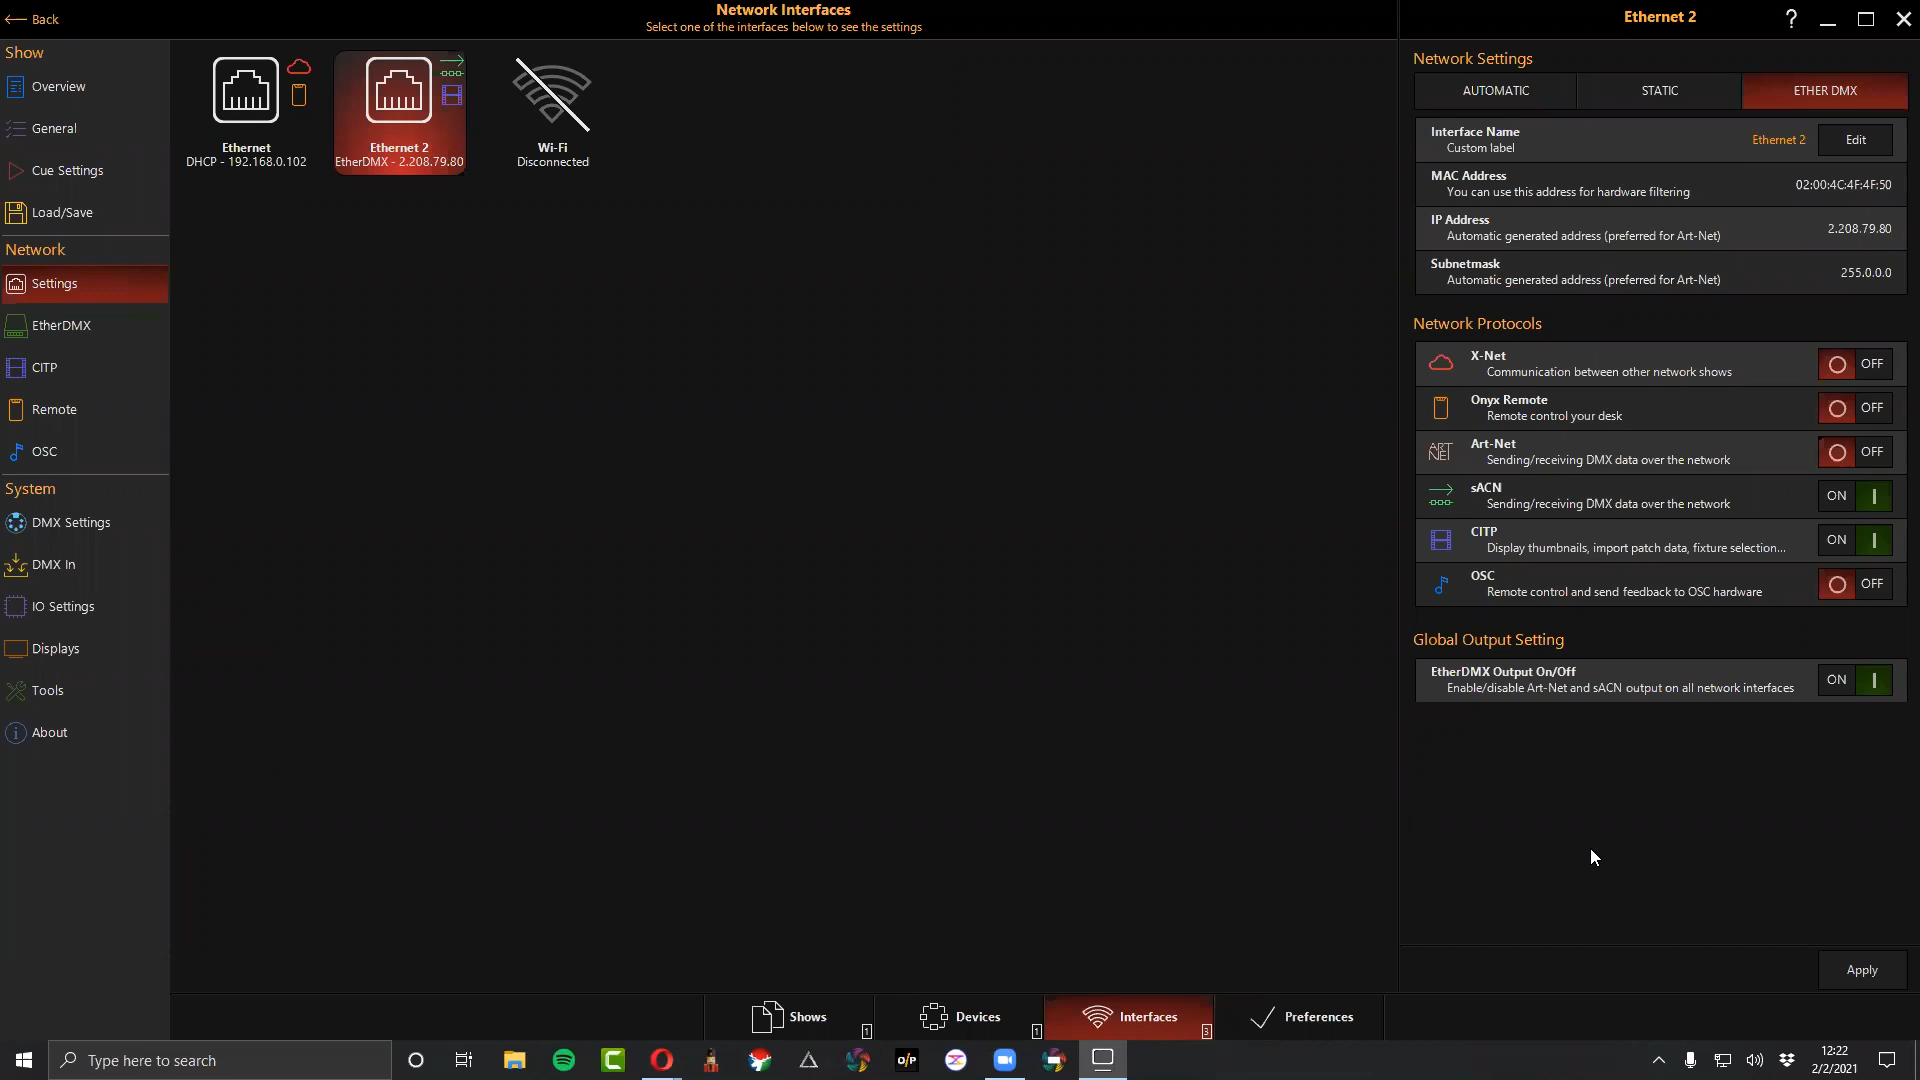 Back
Network Interfaces
Select one of the interfaces below to see the settings
Ethernet 2
?
Show
Overview
General
Cue Settings
Load/Save
Network
Settings
EtherDMX
CITP
Remote
OSC
System
DMX Settings
DMX In
IO Settings
Displays
Tools
About
Ethernet
DHCP - 192.168.0.102
Ethernet 2
EtherDMX - 2.208.79.80
Wi-Fi
Disconnected
Network Settings
AUTOMATIC
STATIC
ETHER DMX
Interface Name
Custom label
Ethernet 2
Edit
MAC Address
You can use this address for hardware filtering
02:00:4C:4F:4F:50
IP Address
Automatic generated address (preferred for Art-Net)
2.208.79.80
Subnetmask
Automatic generated address (preferred for Art-Net)
255.0.0.0
Network Protocols
X-Net
Communication between other network shows
OFF
Onyx Remote
Remote control your desk
OFF
ART NET
Art-Net
Sending/receiving DMX data over the network
OFF
sACN
Sending/receiving DMX data over the network
ON
CITP
Display thumbnails, import patch data, fixture selection...
ON
OSC
Remote control and send feedback to OSC hardware
OFF
Global Output Setting
EtherDMX Output On/Off
Enable/disable Art-Net and sACN output on all network interfaces
ON
Apply
Shows
1
Devices
1
Interfaces
3
Preferences
Type here to search
o/p
12:22
2/2/2021